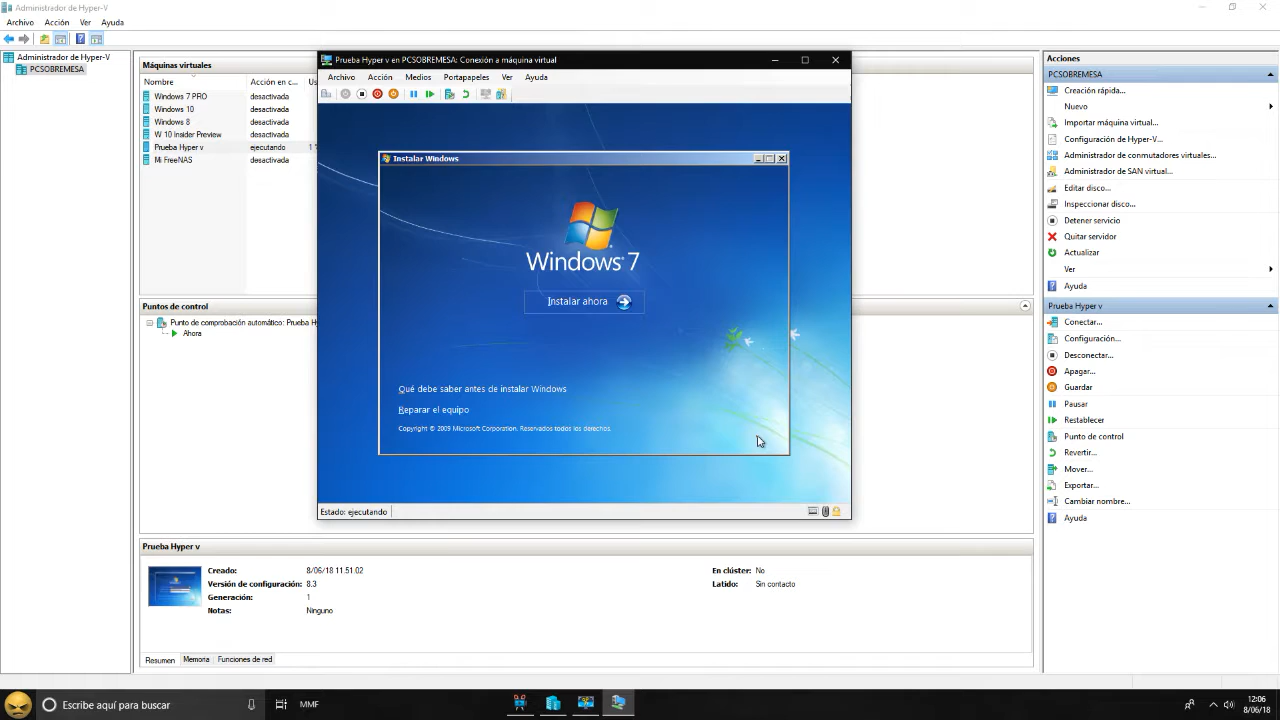 Administrador de Hyper-V
Archivo Acción Ver Ayuda
Administrador de Hyper-V
PCSOBREMESA
Máquinas virtuales
Nombre Acción en c...
Windows 7 PRO desactivada
Windows 10 desactivada
Windows 8 desactivada
W 10 Insider Preview desactivada
Prueba Hyper v ejecutando
Mi FreeNAS desactivada
Puntos de control
Punto de comprobación automático: Prueba H
Ahora
Prueba Hyper v en PCSOBREMESA: Conexión a máquina virtual
Archivo Acción Medios Portapapeles Ver Ayuda
Instalar Windows
Windows 7
Instalar ahora
Qué debe saber antes de instalar Windows
Reparar el equipo
Copyright © 2009 Microsoft Corporation. Reservados todos los derechos.
Estado: ejecutando
Prueba Hyper v
Creado: 8/06/18 11.51.02
En clúster: No
Versión de configuración: 8.3
Latido: Sin contacto
Generación: 1
Notas: Ninguno
Resumen Memoria Funciones de red
Acciones
PCSOBREMESA
Creación rápida...
Nuevo
Importar máquina virtual...
Configuración de Hyper-V...
Administrador de conmutadores virtuales...
Administrador de SAN virtual...
Editar disco...
Inspeccionar disco...
Detener servicio
Quitar servidor
Actualizar
Ver
Ayuda
Prueba Hyper v
Conectar...
Configuración...
Desconectar...
Apagar...
Guardar
Pausar
Restablecer
Punto de control
Revertir...
Mover...
Exportar...
Cambiar nombre...
Ayuda
Escribe aquí para buscar
MMF
12:06
8/06/18